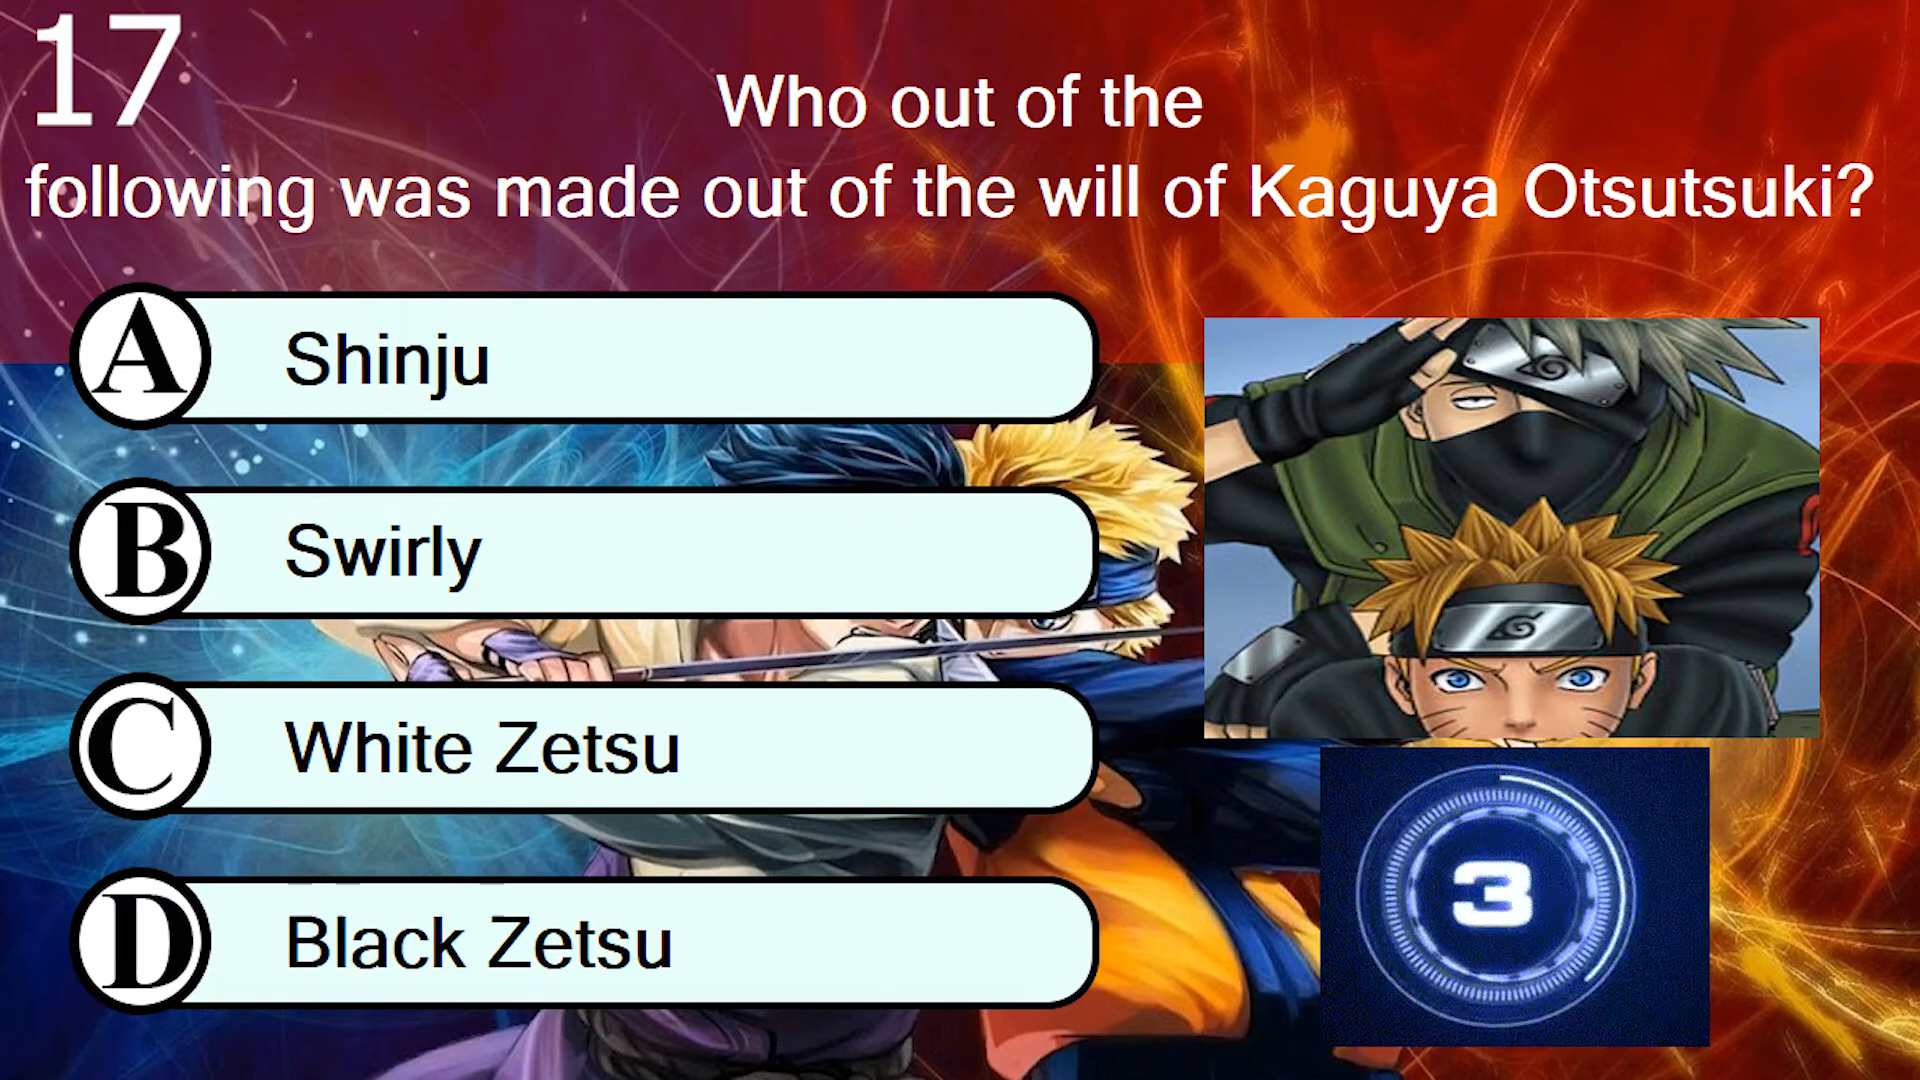 17
Who out of the
following was made out of the will of Kaguya Otsutsuki?
A Shinju
B Swirly
C White Zetsu
D Black Zetsu
3